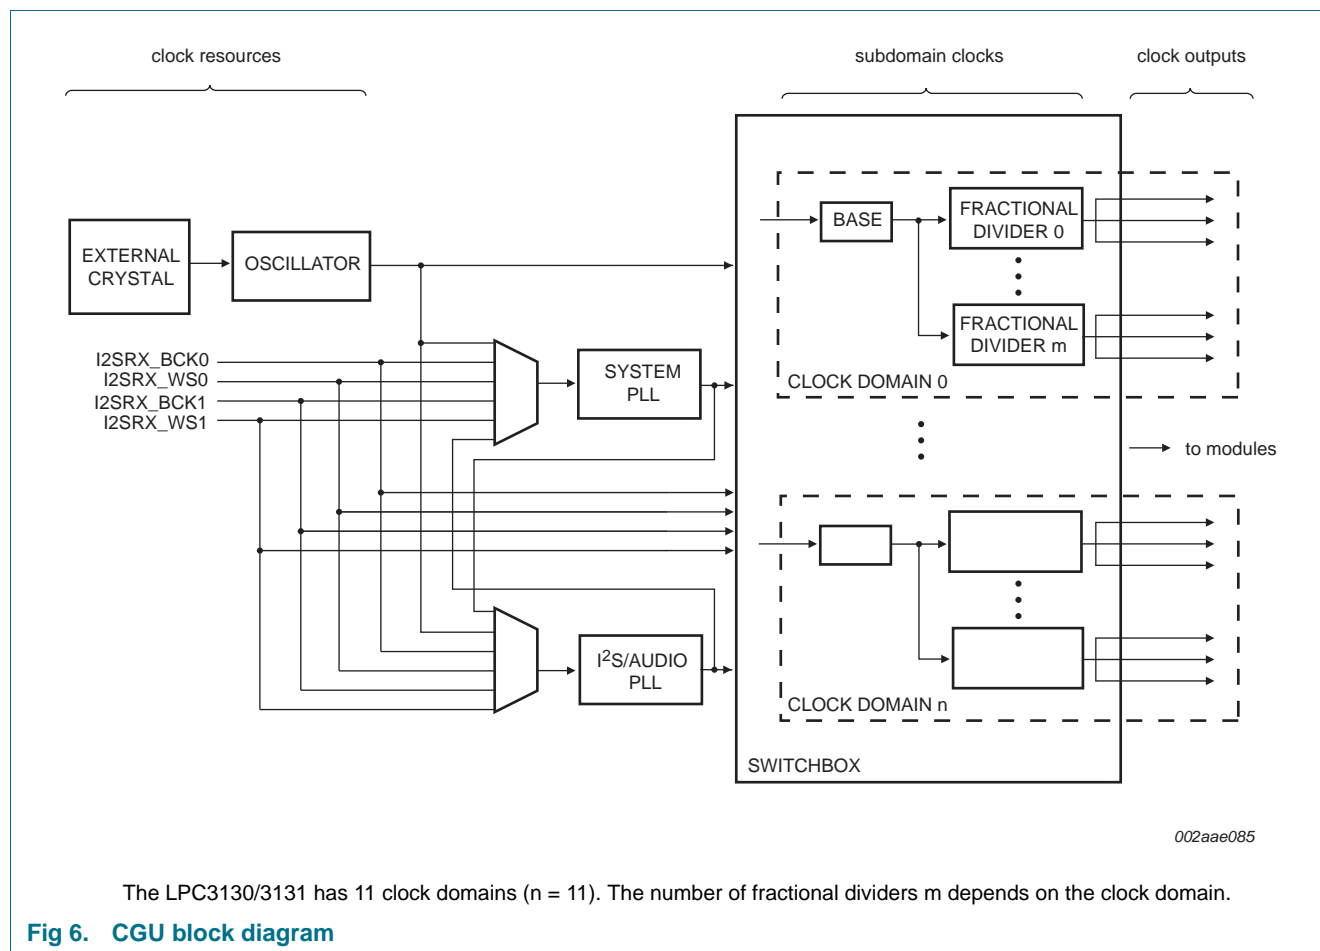 clock resources
subdomain clocks
clock outputs
EXTERNAL
CRYSTAL
OSCILLATOR
BASE
FRACTIONAL
DIVIDER 0
FRACTIONAL
DIVIDER m
CLOCK DOMAIN 0
I2SRX_BCK0
I2SRX_WS0
I2SRX_BCK1
I2SRX_WS1
SYSTEM
PLL
to modules
I²S/AUDIO
PLL
CLOCK DOMAIN n
SWITCHBOX
002aae085
The LPC3130/3131 has 11 clock domains (n = 11). The number of fractional dividers m depends on the clock domain.
Fig 6. CGU block diagram